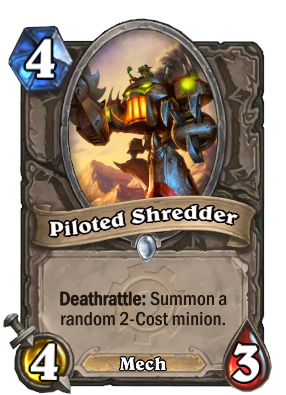 4
Piloted Shredder
Deathrattle: Summon a
random 2-Cost minion.
4
Mech
3